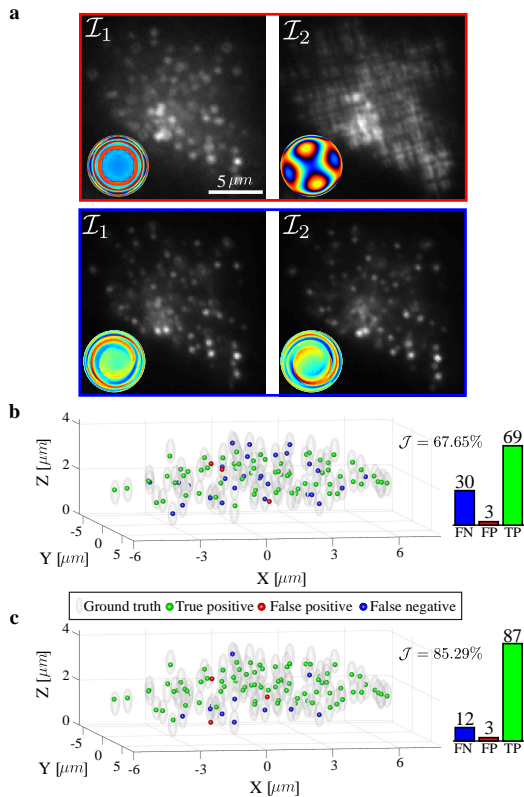 a
I₁ I₂
5 μm
I₁ I₂
b
4
2
0
Z [μm]
-5
0
5
Y [μm]
-6 -3 0 3 6
X [μm]
J = 67.65%
30 3 69
FN FP TP
Ground truth True positive False positive False negative
c
4
2
0
Z [μm]
-5
0
5
Y [μm]
-6 -3 0 3 6
X [μm]
J = 85.29%
12 3 87
FN FP TP